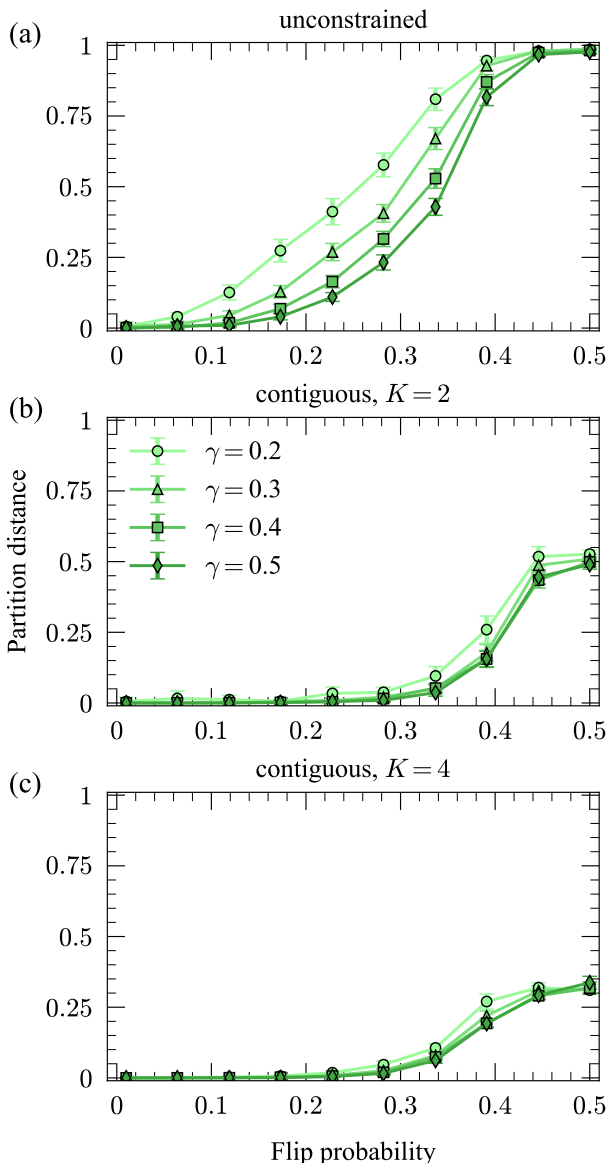 (a)
unconstrained
1
0.75
0.5
0.25
0
0 0.1 0.2 0.3 0.4 0.5
(b)
contiguous, K = 2
1
0.75
0.5
0.25
0
γ = 0.2
γ = 0.3
γ = 0.4
γ = 0.5
Partition distance
0 0.1 0.2 0.3 0.4 0.5
(c)
contiguous, K = 4
1
0.75
0.5
0.25
0
0 0.1 0.2 0.3 0.4 0.5
Flip probability